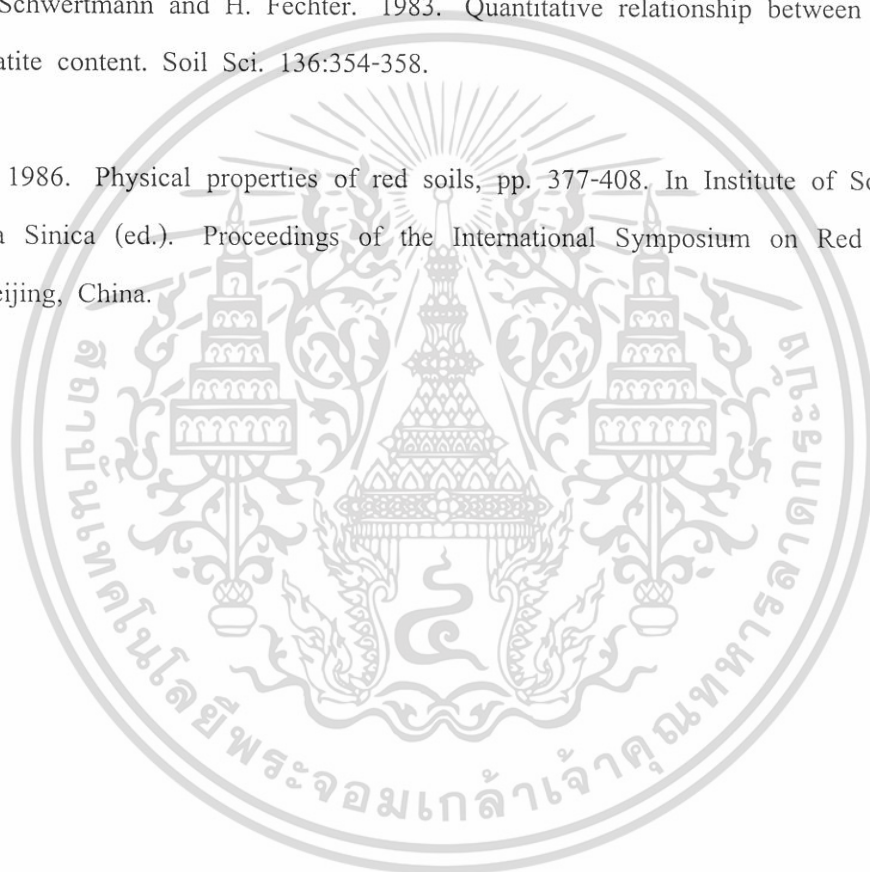 Schwertmann and H. Fechter. 1983. Quantitative relationship between
atite content. Soil Sci. 136:354-358.
1986. Physical properties of red soils, pp. 377-408. In Institute of
a Sinica (ed.). Proceedings of the International Symposium on Red
eijing, China.
สถาบันเทคโนโลยีพระจอมเกล้าเจ้าคุณทหารลาดกระบัง